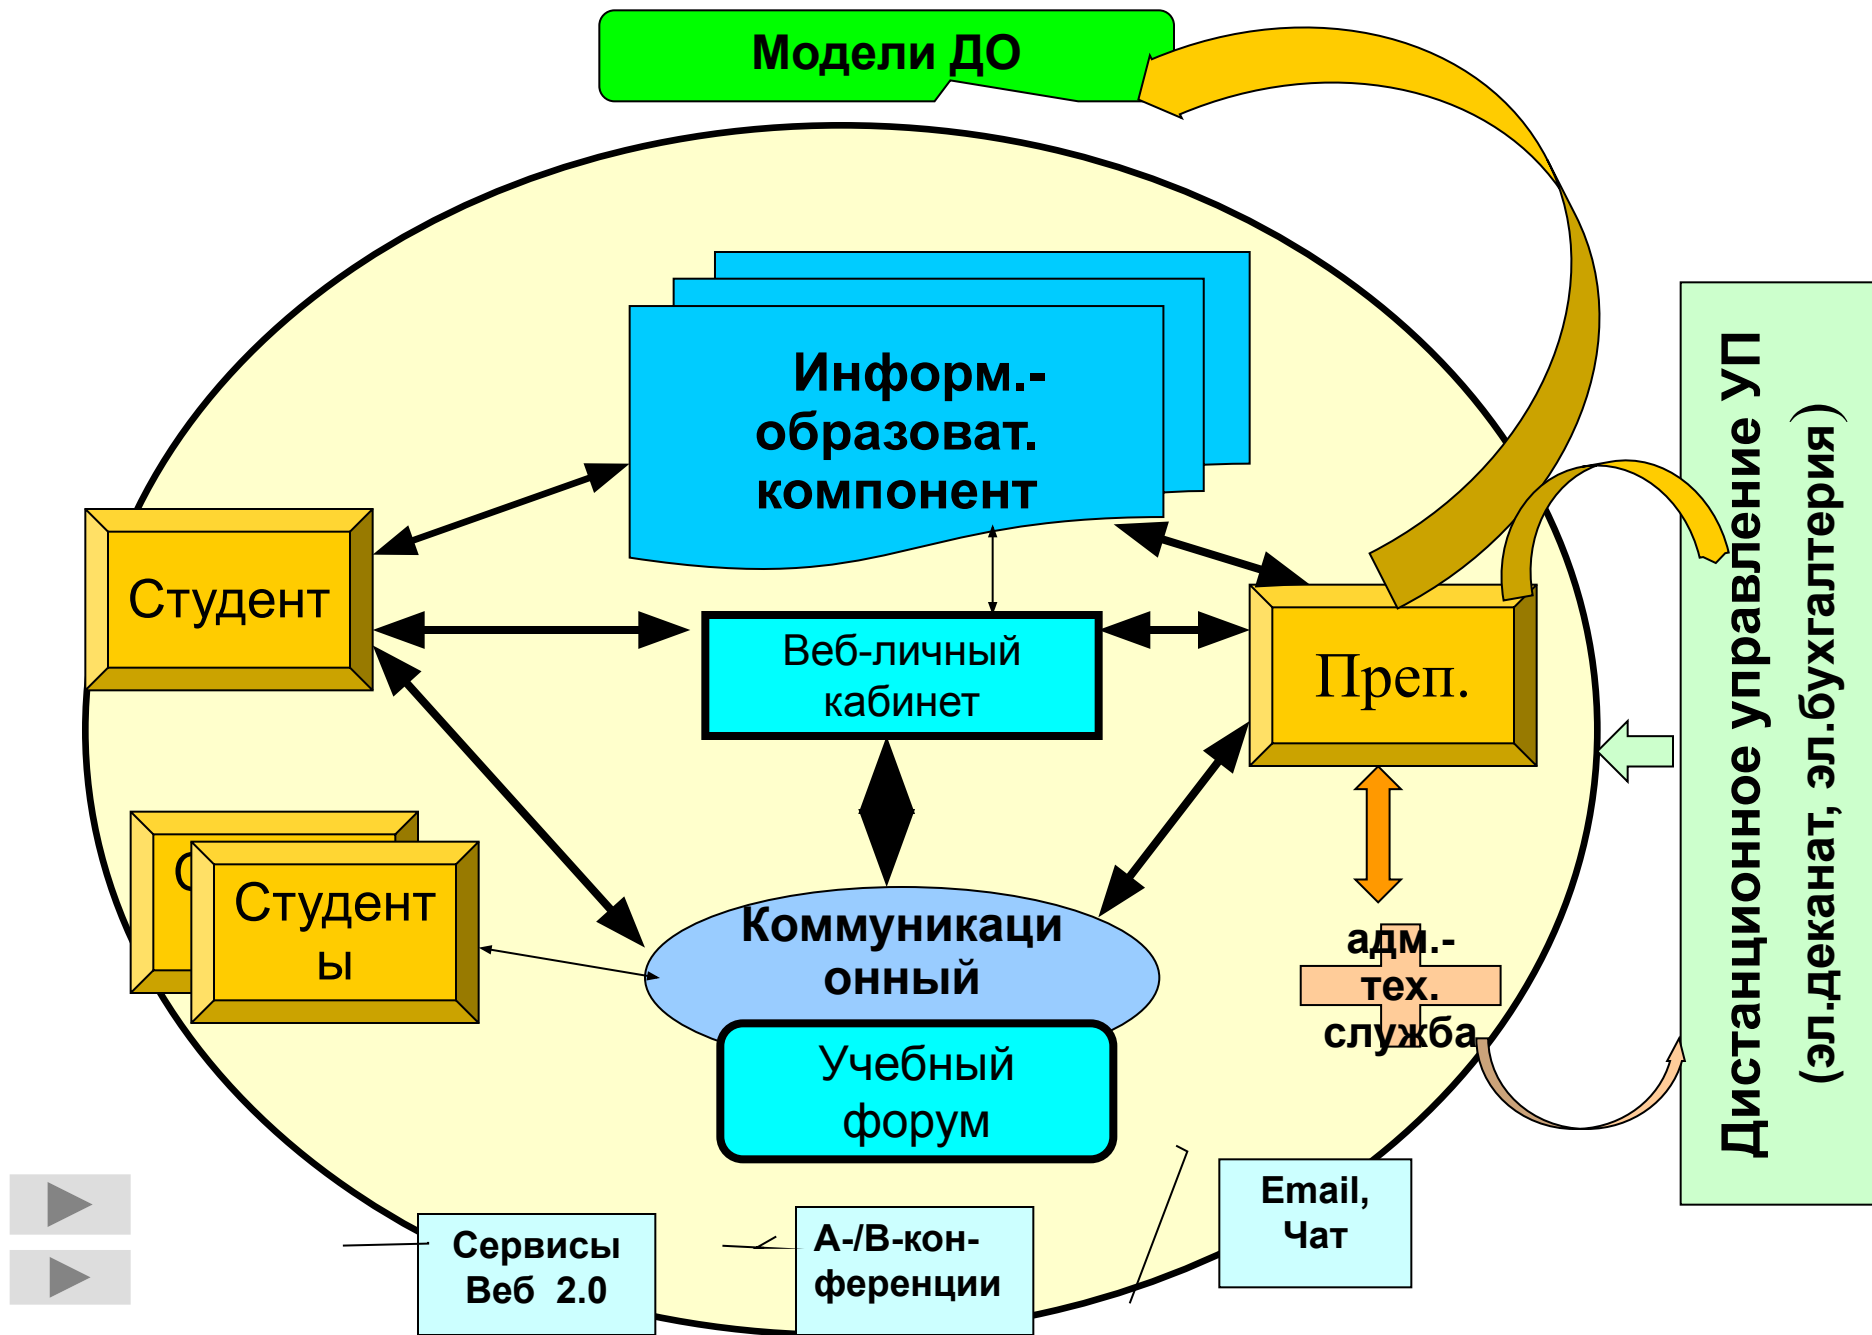 Модели ДО
Информ.-
образоват.
компонент
Студент
Веб-личный
кабинет
Преп.
Студент
ы
Коммуникаци
онный
Учебный
форум
адм.-
тех.
служба
Дистанционное управление УП
(эл.деканат, эл.бухгалтерия)
Сервисы
Веб 2.0
А-/В-кон-
ференции
Email,
Чат